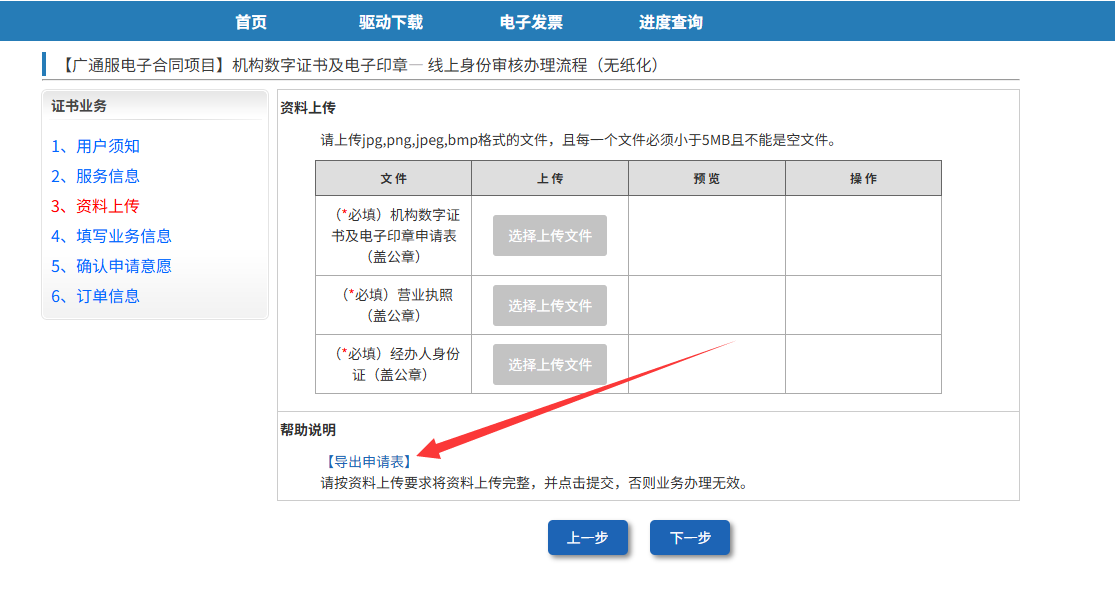 首页 驱动下载 电子发票 进度查询
【广通服电子合同项目】机构数字证书及电子印章— 线上身份审核办理流程（无纸化）
证书业务
1、用户须知
2、服务信息
3、资料上传
4、填写业务信息
5、确认申请意愿
6、订单信息
资料上传
请上传jpg,png,jpeg,bmp格式的文件，且每一个文件必须小于5MB且不能是空文件。
文件 上传 预览 操作
（*必填）机构数字证
书及电子印章申请表
（盖公章）
选择上传文件
（*必填）营业执照
（盖公章）
选择上传文件
（*必填）经办人身份
证（盖公章）
选择上传文件
帮助说明
【导出申请表】
请按资料上传要求将资料上传完整，并点击提交，否则业务办理无效。
上一步 下一步